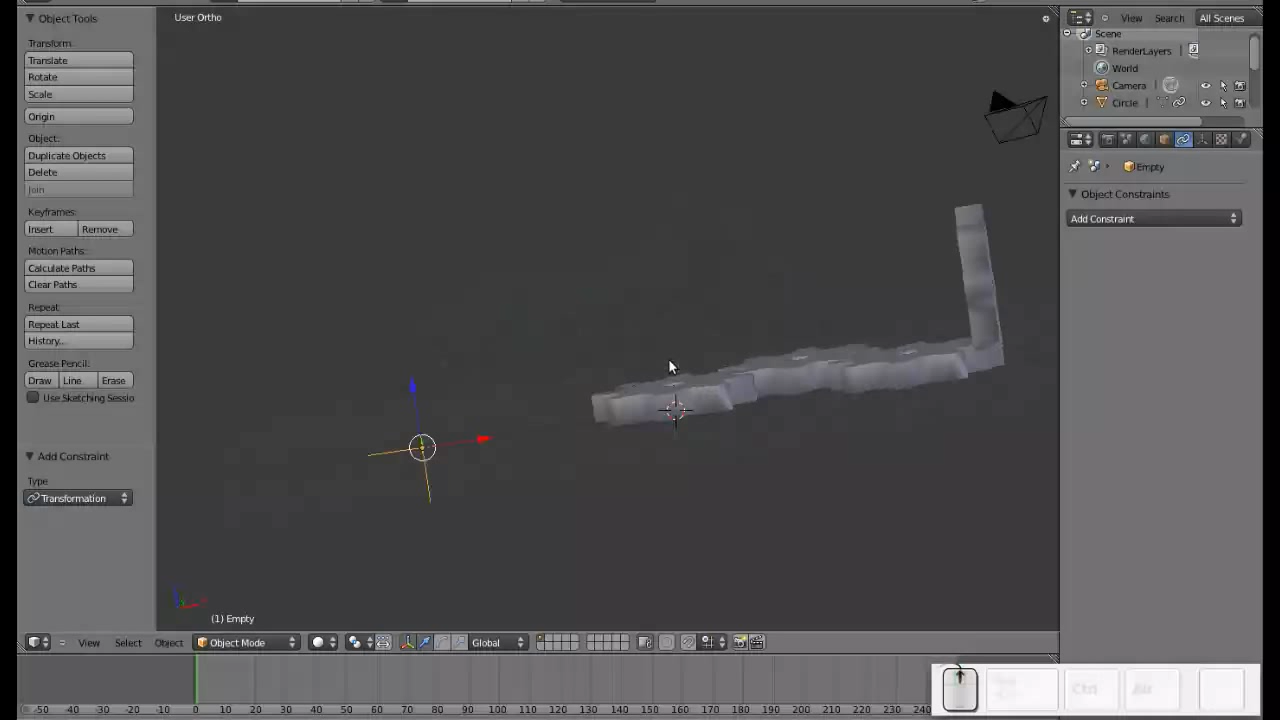 Object Tools
Transform:
Translate
Rotate
Scale
Origin
Object:
Duplicate Objects
Delete
Join
Keyframes:
Insert Remove
Motion Paths:
Calculate Paths
Clear Paths
Repeat:
Repeat Last
History...
Grease Pencil:
Draw Line Erase
Use Sketching Sessio
Add Constraint
Type
Transformation
User Ortho
(1) Empty
View Search All Scenes
Scene
RenderLayers
World
Camera
Circle
Empty
Object Constraints
Add Constraint
View Select Object Object Mode Global
-50 -40 -30 -20 -10 0 10 20 30 40 50 60 70 80 90 100 110 120 130 140 150 160 170 180 190 200 210 220 230
Ctrl